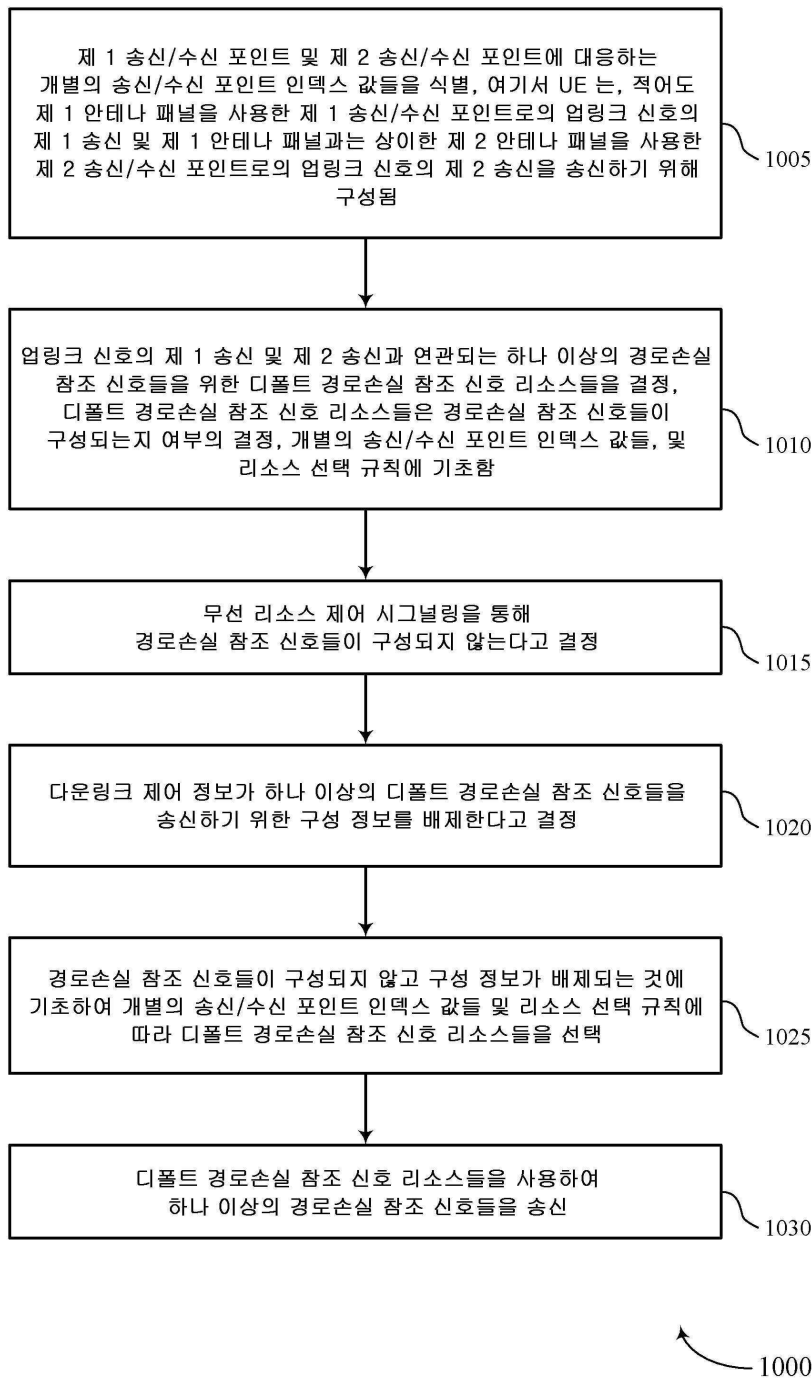 제 1 송신/수신 포인트 및 제 2 송신/수신 포인트에 대응하는
개별의 송신/수신 포인트 인덱스 값들을 식별, 여기서 UE 는, 적어도
제 1 안테나 패널을 사용한 제 1 송신/수신 포인트로의 업링크 신호의
제 1 송신 및 제 1 안테나 패널과는 상이한 제 2 안테나 패널을 사용한
제 2 송신/수신 포인트로의 업링크 신호의 제 2 송신을 송신하기 위해
구성됨
1005
업링크 신호의 제 1 송신 및 제 2 송신과 연관되는 하나 이상의 경로손실
참조 신호들을 위한 디폴트 경로손실 참조 신호 리소스들을 결정,
디폴트 경로손실 참조 신호 리소스들은 경로손실 참조 신호들이
구성되는지 여부의 결정, 개별의 송신/수신 포인트 인덱스 값들, 및
리소스 선택 규칙에 기초함
1010
무선 리소스 제어 시그널링을 통해
경로손실 참조 신호들이 구성되지 않는다고 결정
1015
다운링크 제어 정보가 하나 이상의 디폴트 경로손실 참조 신호들을
송신하기 위한 구성 정보를 배제한다고 결정
1020
경로손실 참조 신호들이 구성되지 않고 구성 정보가 배제되는 것에
기초하여 개별의 송신/수신 포인트 인덱스 값들 및 리소스 선택 규칙에
따라 디폴트 경로손실 참조 신호 리소스들을 선택
1025
디폴트 경로손실 참조 신호 리소스들을 사용하여
하나 이상의 경로손실 참조 신호들을 송신
1030
1000